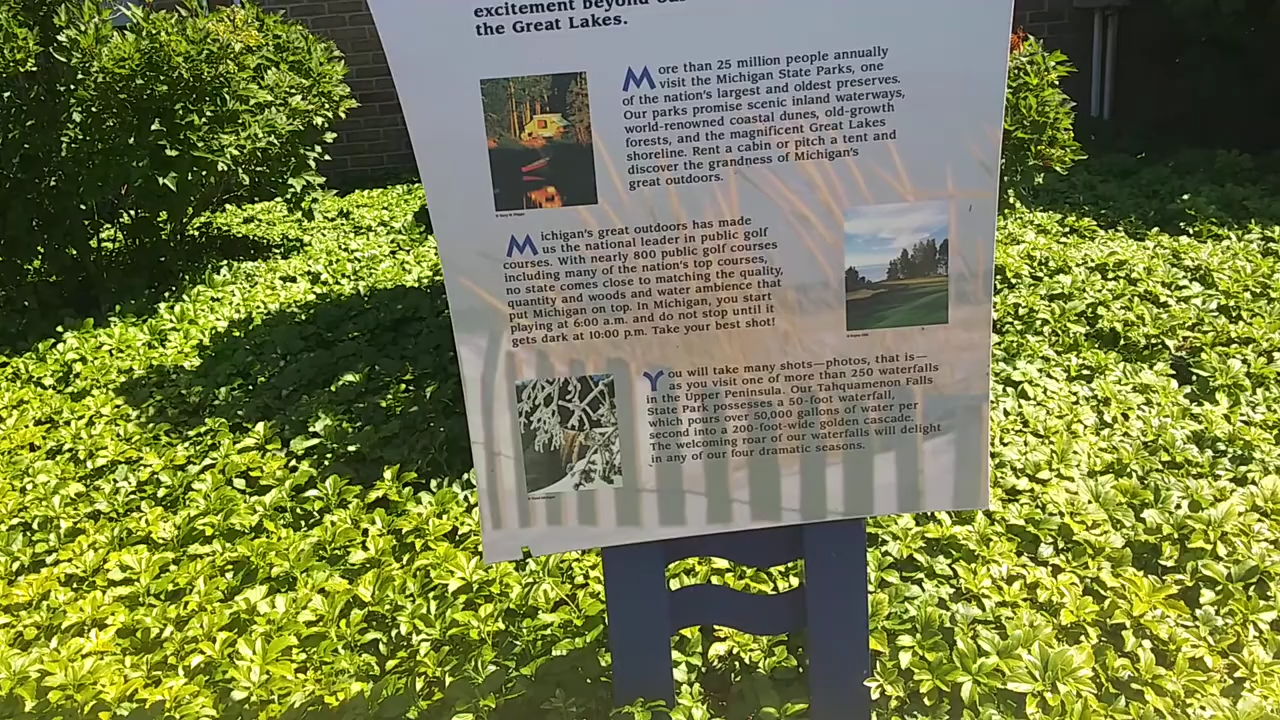 excitement beyond
the Great Lakes.
More than 25 million people annually
visit the Michigan State Parks, one
of the nation's largest and oldest preserves.
Our parks promise scenic inland waterways,
world-renowned coastal dunes, old-growth
forests, and the magnificent Great Lakes
shoreline. Rent a cabin or pitch a tent and
discover the grandness of Michigan's
great outdoors.
Michigan's great outdoors has made
us the national leader in public golf
courses. With nearly 800 public golf courses
including many of the nation's top courses,
no state comes close to matching the quality,
quantity and woods and water ambience that
put Michigan on top. In Michigan, you start
playing at 6:00 a.m. and do not stop until it
gets dark at 10:00 p.m. Take your best shot!
You will take many shots—photos, that is—
as you visit one of more than 250 waterfalls
in the Upper Peninsula. Our Tahquamenon Falls
State Park possesses a 50-foot waterfall,
which pours over 50,000 gallons of water per
second into a 200-foot-wide golden cascade.
The welcoming roar of our waterfalls will delight
in any of our four dramatic seasons.